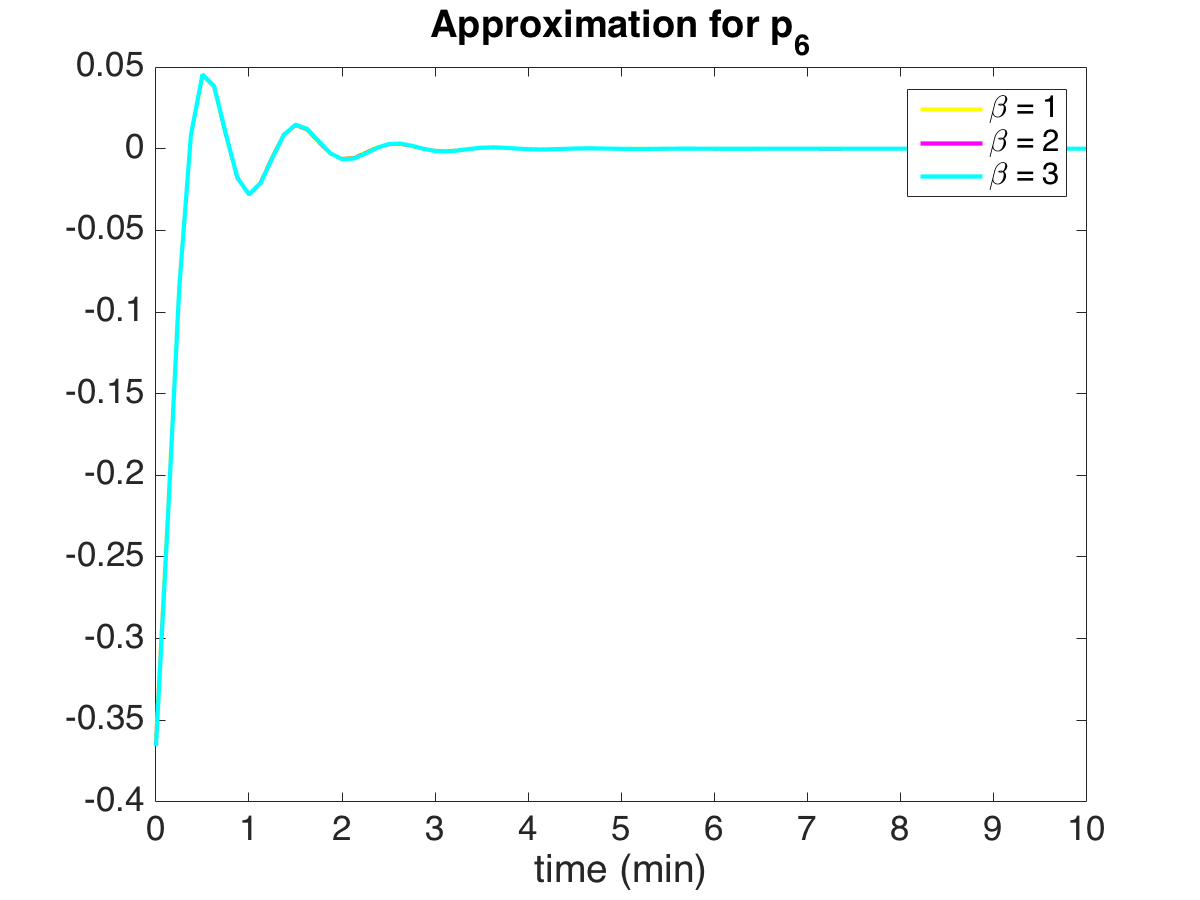 Approximation for p6
0.05
0
-0.05
-0.1
-0.15
-0.2
-0.25
-0.3
-0.35
-0.4
β = 1
β = 2
β = 3
0 1 2 3 4 5 6 7 8 9 10
time (min)